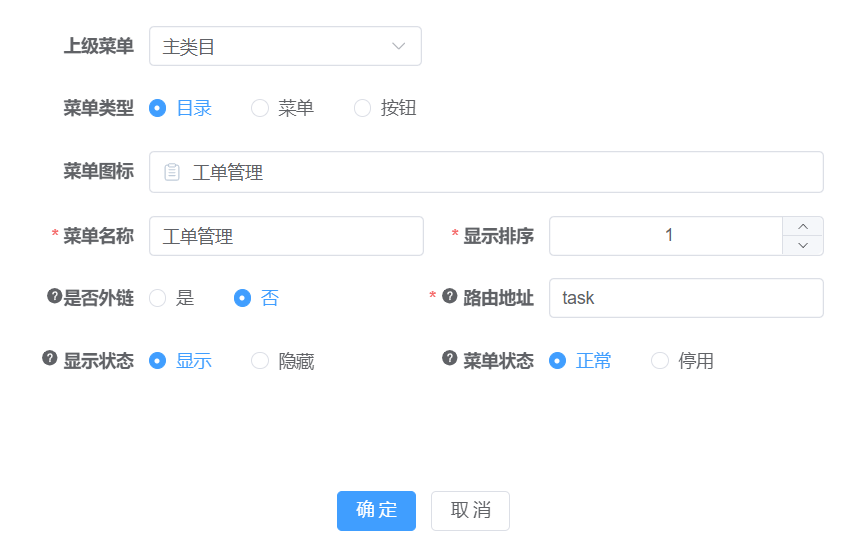 上级菜单 主类目
菜单类型 目录 菜单 按钮
菜单图标 工单管理
* 菜单名称 工单管理 * 显示排序 1
? 是否外链 是 否 * ? 路由地址 task
? 显示状态 显示 隐藏 ? 菜单状态 正常 停用
确定 取消